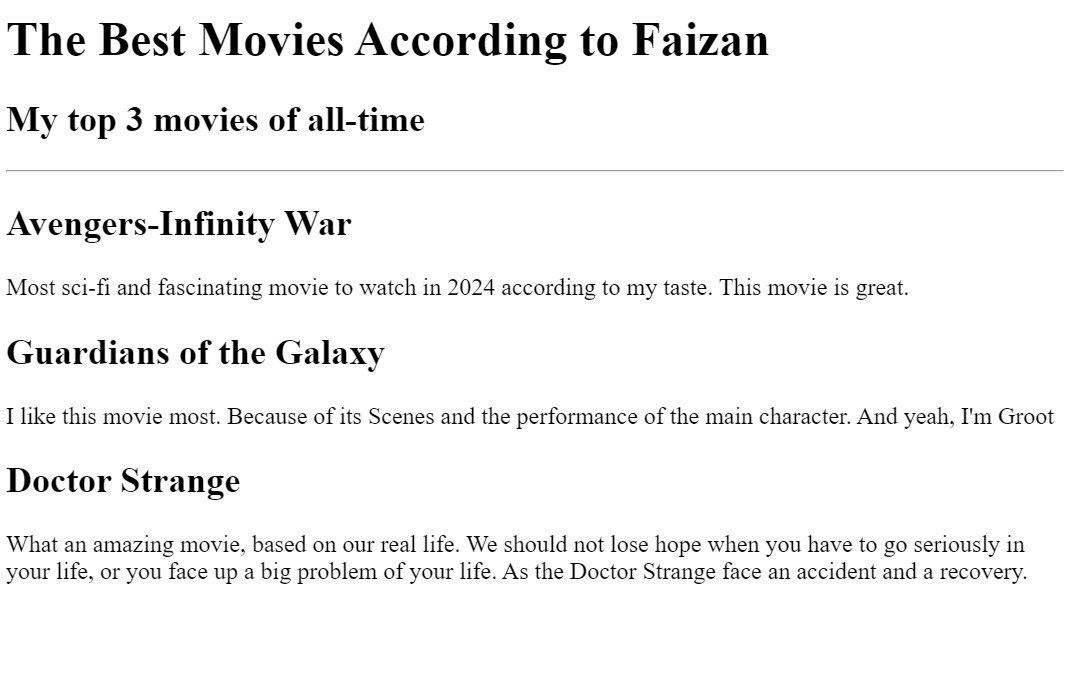 The Best Movies According to Faizan
My top 3 movies of all-time
Avengers-Infinity War
Most sci-fi and fascinating movie to watch in 2024 according to my taste. This movie is great.
Guardians of the Galaxy
I like this movie most. Because of its Scenes and the performance of the main character. And yeah, I'm Groot
Doctor Strange
What an amazing movie, based on our real life. We should not lose hope when you have to go seriously in
your life, or you face up a big problem of your life. As the Doctor Strange face an accident and a recovery.